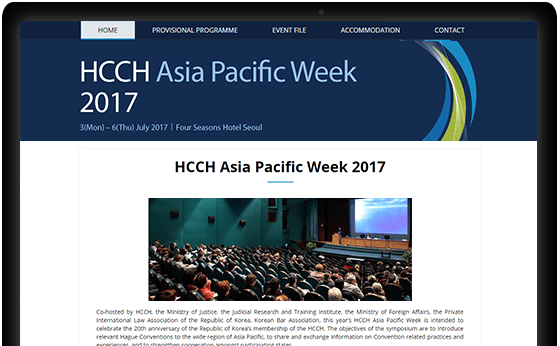 HOME PROVISIONAL PROGRAMME EVENT FILE ACCOMMODATION CONTACT
HCCH Asia Pacific Week
2017
3(Mon) – 6(Thu) July 2017 | Four Seasons Hotel Seoul
HCCH Asia Pacific Week 2017
Co-hosted by HCCH, the Ministry of Justice, the Judicial Research and Training Institute, the Ministry of Foreign Affairs, the Private
International Law Association of the Republic of Korea, Korean Bar Association, this year's HCCH Asia Pacific Week is intended to
celebrate the 20th anniversary of the Republic of Korea's membership of the HCCH. The objectives of the symposium are to introduce
relevant Hague Conventions to the wide region of Asia Pacific, to share and exchange information on Convention related practices and
experiences, and to strengthen cooperation amongst participating states.